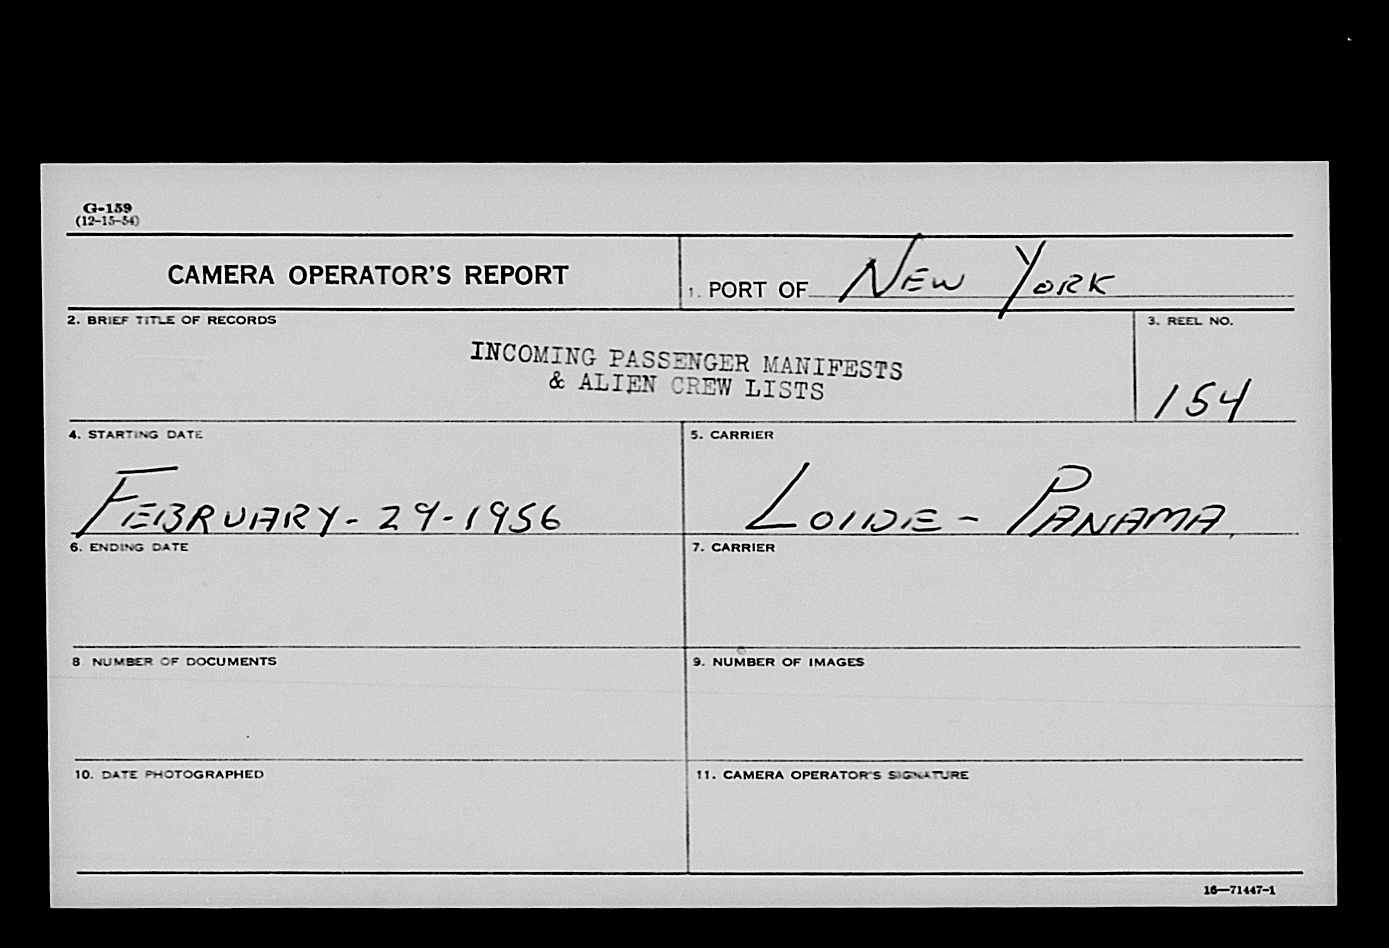 G-159
(12-15-54)
CAMERA OPERATOR'S REPORT
1. PORT OF NEW YORK
2. BRIEF TITLE OF RECORDS
INCOMING PASSENGER MANIFESTS
& ALIEN CREW LISTS
3. REEL NO.
154
4. STARTING DATE
FEBRUARY-29-1956
5. CARRIER
LOIDE - PANAMA
6. ENDING DATE
7. CARRIER
8 NUMBER OF DOCUMENTS
9. NUMBER OF IMAGES
10. DATE PHOTOGRAPHED
11. CAMERA OPERATOR'S SIGNATURE
16—71447-1